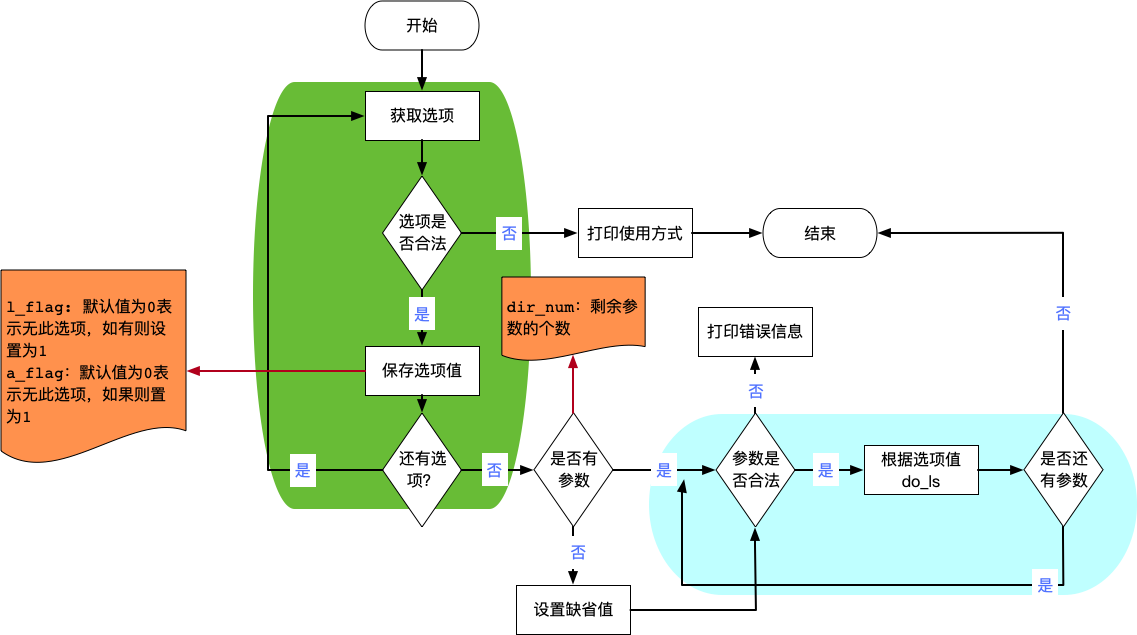 开始
获取选项
选项是
否合法
否
打印使用方式
结束
是
l_flag: 默认值为0表
示无此选项，如有则设
置为1
a_flag: 默认值为0表
示无此选项，如果则置
为1
保存选项值
dir_num: 剩余参
数的个数
打印错误信息
否
否
还有选
项?
是
否
是否有
参数
是
参数是
否合法
是
根据选项值
do_ls
是否还
有参数
否
设置缺省值
是